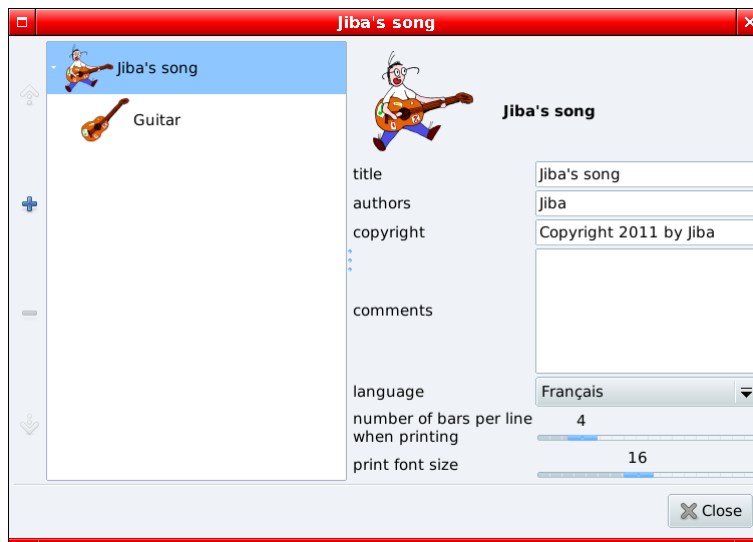 Jiba's song
Jiba's song
Guitar
Jiba's song
title
Jiba's song
authors
Jiba
copyright
Copyright 2011 by Jiba
comments
language
Français
number of bars per line
when printing
4
print font size
16
Close